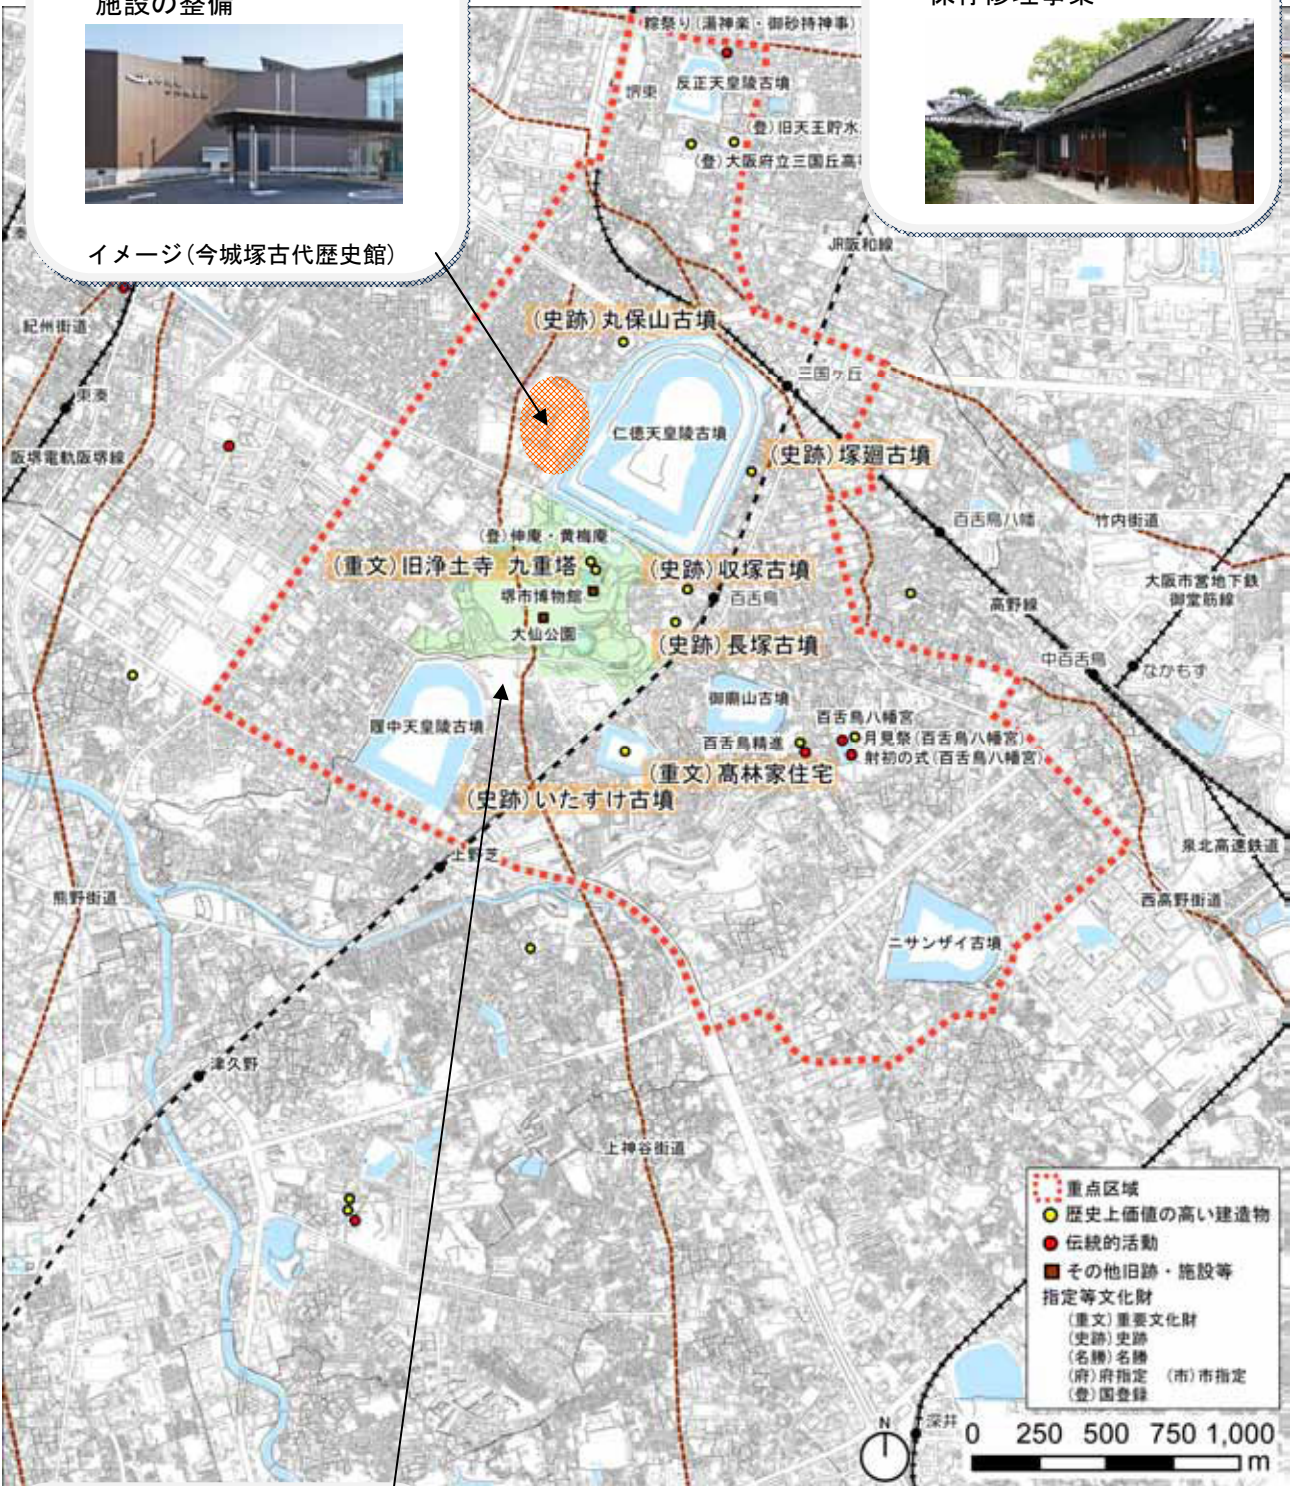 施設の整備
イメージ(今城塚古代歴史館)
保存修理事業
粽祭り(湯神楽・御砂持神事)
堺東
反正天皇陵古墳
(登)旧天王貯水
(登)大阪府立三国丘高
JR阪和線
紀州街道
東湊
阪堺電軌阪堺線
(史跡)丸保山古墳
三国ヶ丘
仁徳天皇陵古墳
(史跡)塚廻古墳
百舌鳥八幡
竹内街道
(登)伸庵・黄梅庵
(重文)旧浄土寺 九重塔
(史跡)収塚古墳
堺市博物館
百舌鳥
大阪市営地下鉄
御堂筋線
高野線
大仙公園
(史跡)長塚古墳
中百舌鳥
なかもず
御廟山古墳
履中天皇陵古墳
百舌鳥八幡宮
百舌鳥精進
月見祭(百舌鳥八幡宮)
射初の式(百舌鳥八幡宮)
(重文)髙林家住宅
(史跡)いたすけ古墳
上野芝
泉北高速鉄道
熊野街道
西高野街道
ニサンザイ古墳
津久野
上神谷街道
重点区域
歴史上価値の高い建造物
伝統的活動
その他旧跡・施設等
指定等文化財
(重文)重要文化財
(史跡)史跡
(名勝)名勝
(府)府指定 (市)市指定
(登)国登録
深井
N
0 250 500 750 1,000
m